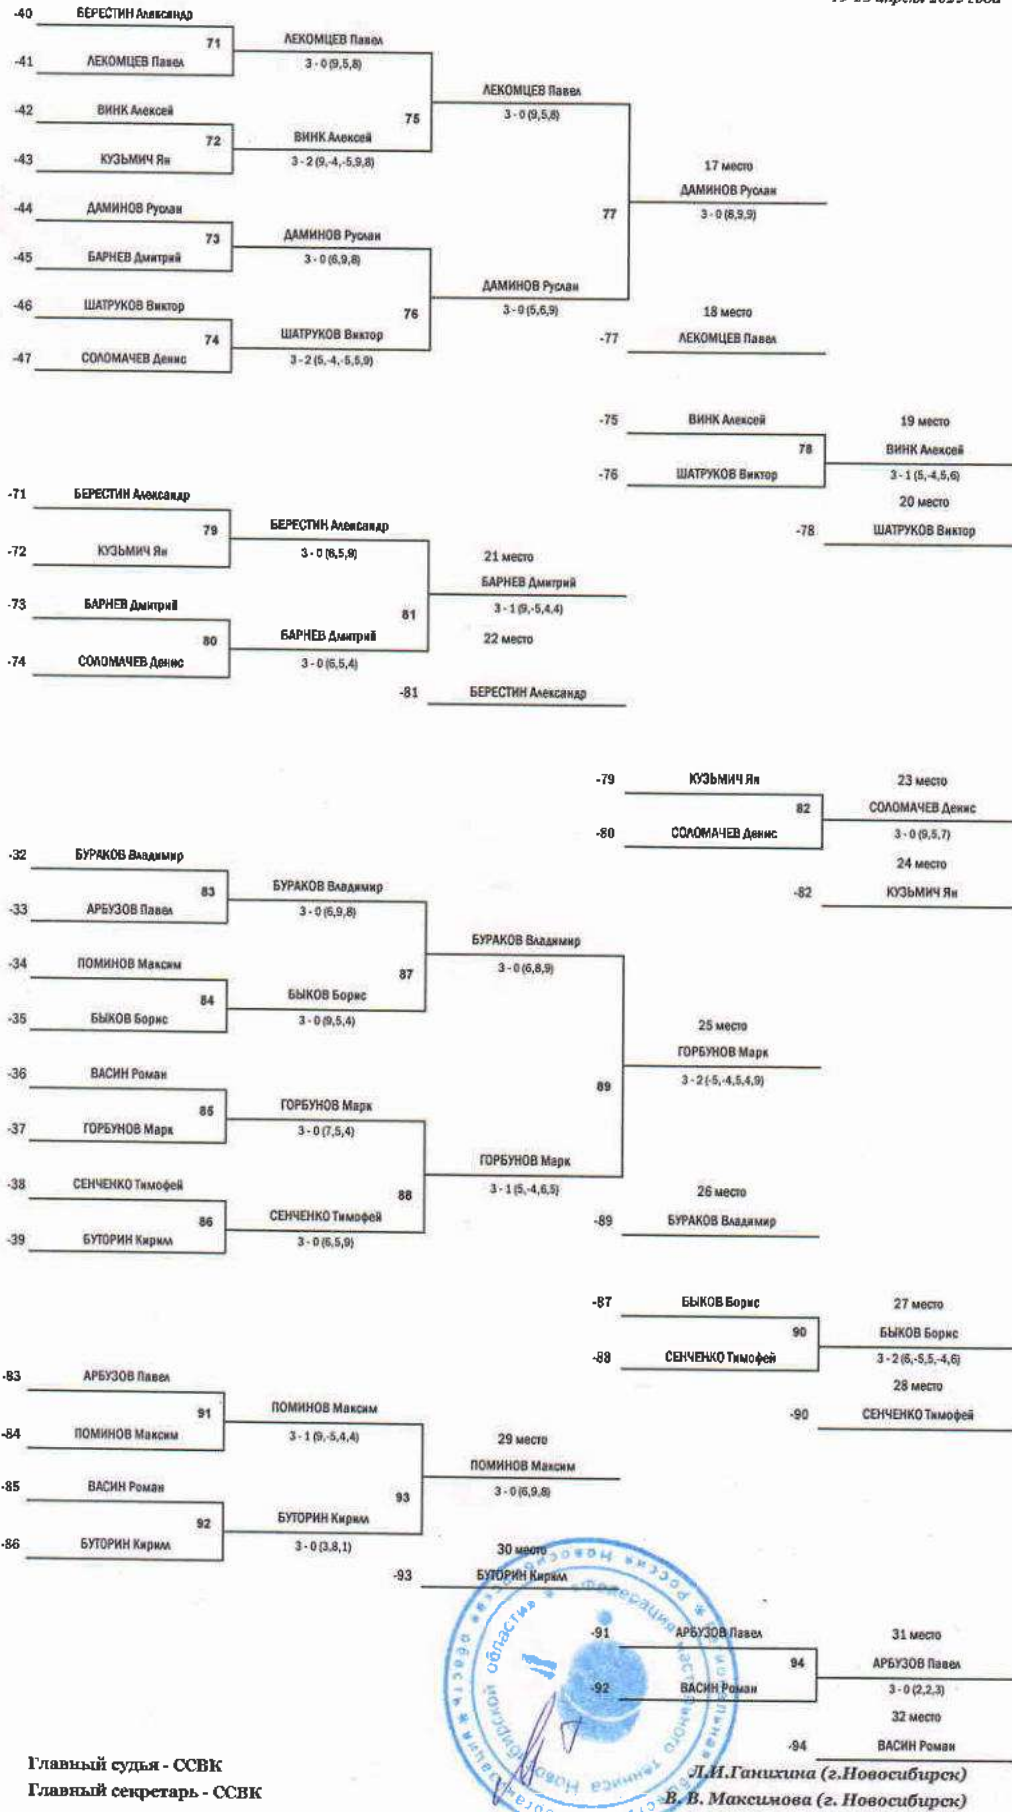 -40 БЕРЕСТИН Александр
71
-41 ЛЕКОМЦЕВ Павел
ЛЕКОМЦЕВ Павел
3 - 0 (9,5,8)
-42 ВИНК Алексей
72
-43 КУЗЬМИЧ Ян
ВИНК Алексей
3 - 2 (9,-4,-5,9,8)
75
ЛЕКОМЦЕВ Павел
3 - 0 (9,5,8)
-44 ДАМИНОВ Руслан
73
-45 БАРНЕВ Дмитрий
ДАМИНОВ Руслан
3 - 0 (6,9,8)
-46 ШАТРУКОВ Виктор
74
-47 СОЛОМАЧЕВ Денис
ШАТРУКОВ Виктор
3 - 2 (5,-4,-5,5,9)
76
ДАМИНОВ Руслан
3 - 0 (5,6,9)
77
17 место
ДАМИНОВ Руслан
3 - 0 (8,9,9)
18 место
-77 ЛЕКОМЦЕВ Павел
-75 ВИНК Алексей
78
-76 ШАТРУКОВ Виктор
19 место
ВИНК Алексей
3 - 1 (5,-4,5,6)
20 место
-78 ШАТРУКОВ Виктор
-71 БЕРЕСТИН Александр
79
-72 КУЗЬМИЧ Ян
БЕРЕСТИН Александр
3 - 0 (6,5,9)
-73 БАРНЕВ Дмитрий
80
-74 СОЛОМАЧЕВ Денис
БАРНЕВ Дмитрий
3 - 0 (6,5,4)
81
21 место
БАРНЕВ Дмитрий
3 - 1 (9,-5,4,4)
22 место
-81 БЕРЕСТИН Александр
-79 КУЗЬМИЧ Ян
82
-80 СОЛОМАЧЕВ Денис
23 место
СОЛОМАЧЕВ Денис
3 - 0 (9,5,7)
24 место
-82 КУЗЬМИЧ Ян
-32 БУРАКОВ Владимир
83
-33 АРБУЗОВ Павел
БУРАКОВ Владимир
3 - 0 (6,9,8)
-34 ПОМИНОВ Максим
84
-35 БЫКОВ Борис
БЫКОВ Борис
3 - 0 (9,5,4)
87
БУРАКОВ Владимир
3 - 0 (6,8,9)
-36 ВАСИН Роман
85
-37 ГОРБУНОВ Марк
ГОРБУНОВ Марк
3 - 0 (7,5,4)
-38 СЕНЧЕНКО Тимофей
86
-39 БУТОРИН Кирилл
СЕНЧЕНКО Тимофей
3 - 0 (6,5,9)
88
ГОРБУНОВ Марк
3 - 1 (5,-4,6,5)
89
25 место
ГОРБУНОВ Марк
3 - 2 (-5,-4,5,4,9)
26 место
-89 БУРАКОВ Владимир
-87 БЫКОВ Борис
90
-88 СЕНЧЕНКО Тимофей
27 место
БЫКОВ Борис
3 - 2 (6,-5,5,-4,6)
28 место
-90 СЕНЧЕНКО Тимофей
-83 АРБУЗОВ Павел
91
-84 ПОМИНОВ Максим
ПОМИНОВ Максим
3 - 1 (9,-5,4,4)
-85 ВАСИН Роман
92
-86 БУТОРИН Кирилл
БУТОРИН Кирилл
3 - 0 (3,8,1)
93
29 место
ПОМИНОВ Максим
3 - 0 (6,9,8)
30 место
-93 БУТОРИН Кирилл
-91 АРБУЗОВ Павел
94
-92 ВАСИН Роман
31 место
АРБУЗОВ Павел
3 - 0 (2,2,3)
32 место
-94 ВАСИН Роман
Главный судья - ССВК
Л.И.Ганихина (г.Новосибирск)
Главный секретарь - ССВК
В. В. Максимова (г. Новосибирск)